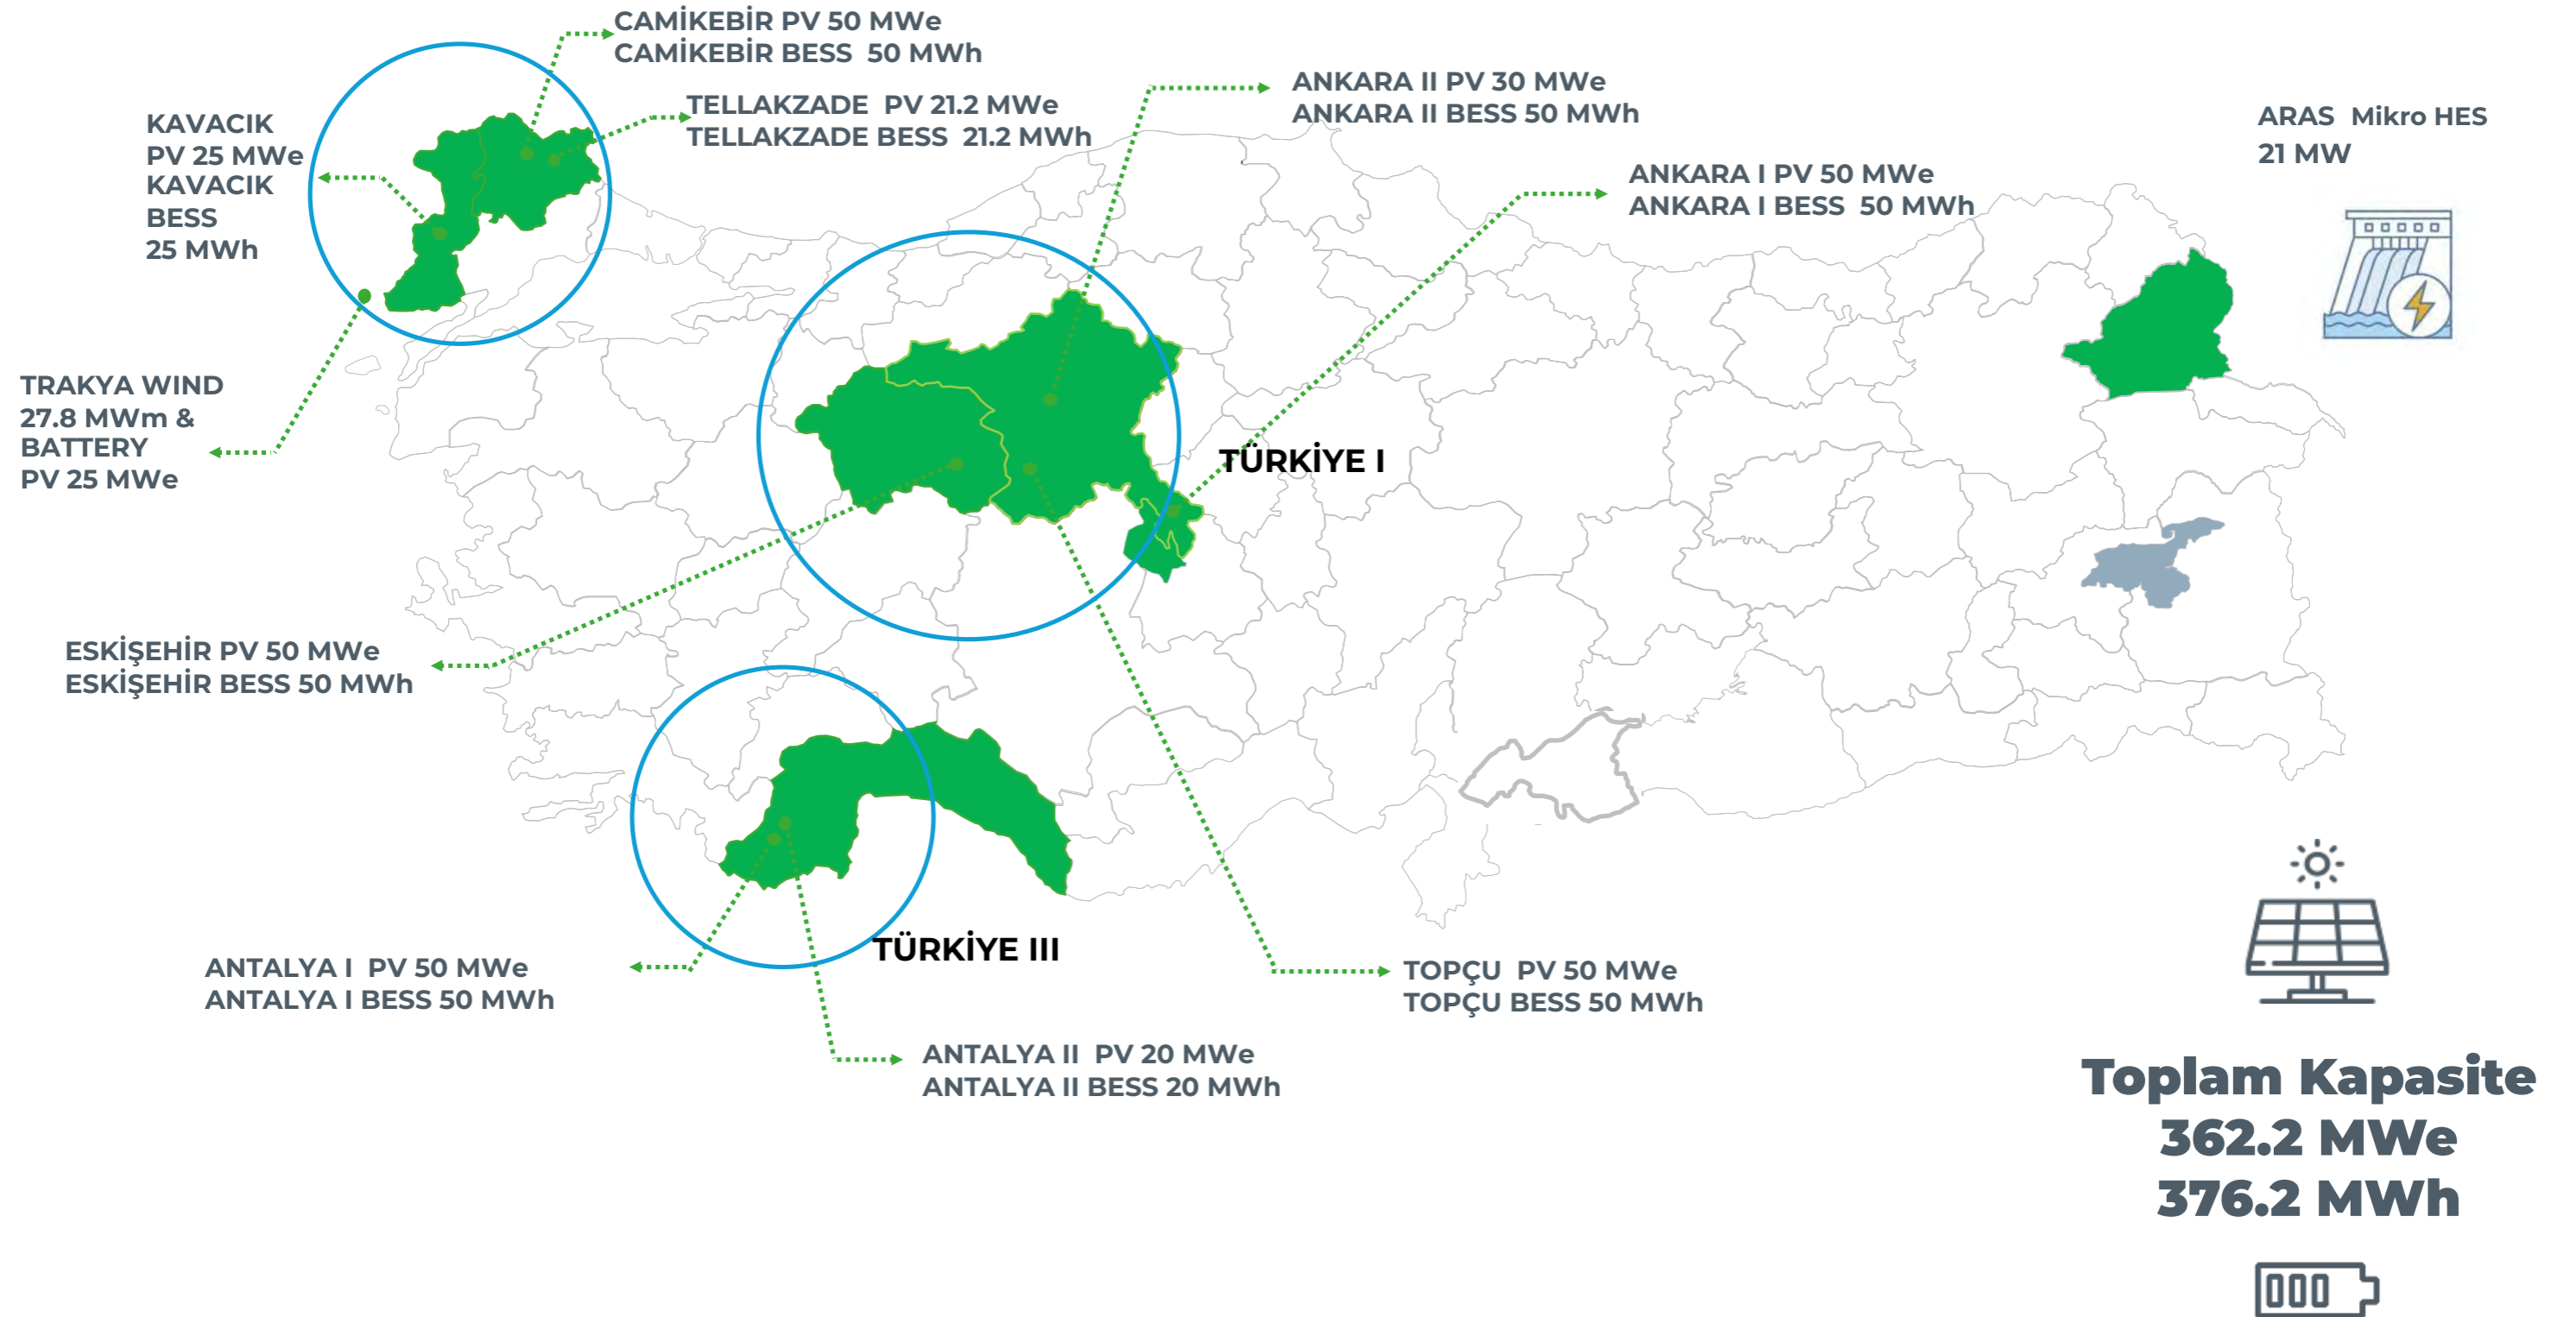 CAMİKEBİR PV 50 MWe
CAMİKEBİR BESS  50 MWh
TELLAKZADE  PV 21.2 MWe
TELLAKZADE BESS  21.2 MWh
KAVACIK
PV 25 MWe
KAVACIK
BESS
25 MWh
ANKARA II PV 30 MWe
ANKARA II BESS 50 MWh
ARAS  Mikro HES
21 MW
ANKARA I PV 50 MWe
ANKARA I BESS  50 MWh
TRAKYA WIND
27.8 MWm &
BATTERY
PV 25 MWe
TÜRKİYE I
ESKİŞEHİR PV 50 MWe
ESKİŞEHİR BESS 50 MWh
TÜRKİYE III
ANTALYA I  PV 50 MWe
ANTALYA I BESS 50 MWh
TOPÇU  PV 50 MWe
TOPÇU BESS 50 MWh
ANTALYA II  PV 20 MWe
ANTALYA II BESS 20 MWh
Toplam Kapasite
362.2 MWe
376.2 MWh